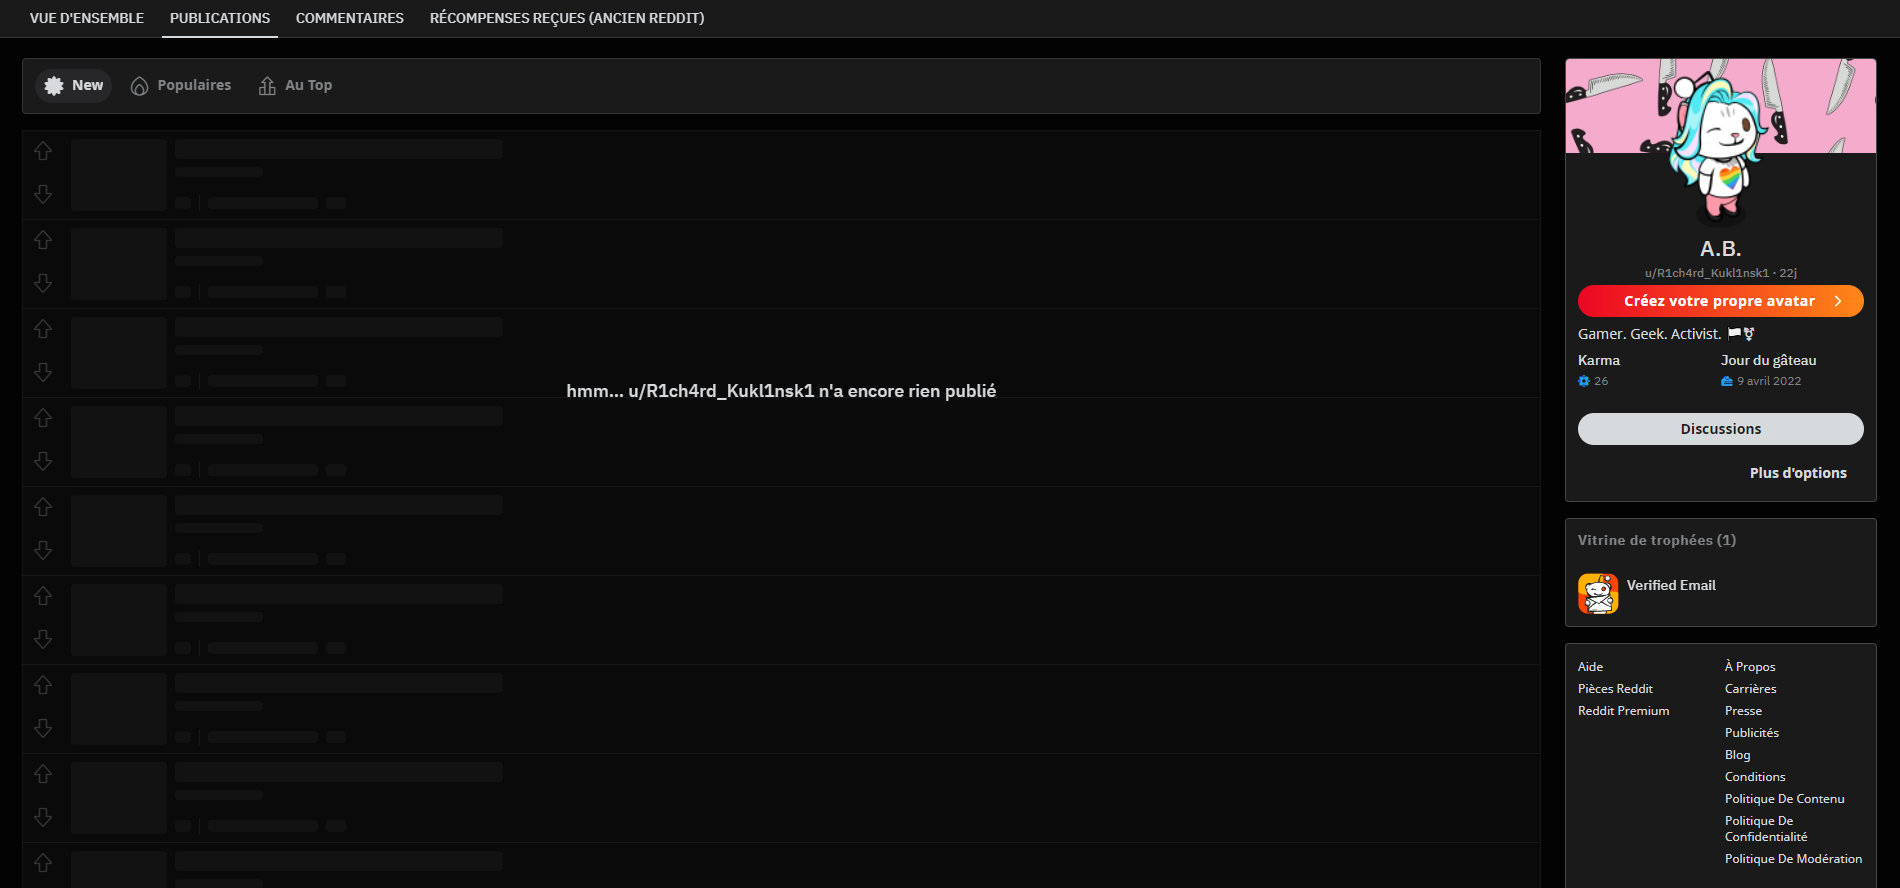 VUE D'ENSEMBLE PUBLICATIONS COMMENTAIRES RÉCOMPENSES REÇUES (ANCIEN REDDIT)
New Populaires Au Top
hmm... u/R1ch4rd_Kukl1nsk1 n'a encore rien publié
A.B.
u/R1ch4rd_Kukl1nsk1 · 22j
Créez votre propre avatar
Gamer. Geek. Activist. 🏳⚧
Karma Jour du gâteau
26 9 avril 2022
Discussions
Plus d'options
Vitrine de trophées (1)
Verified Email
Aide
Pièces Reddit
Reddit Premium
À Propos
Carrières
Presse
Publicités
Blog
Conditions
Politique De Contenu
Politique De
Confidentialité
Politique De Modération